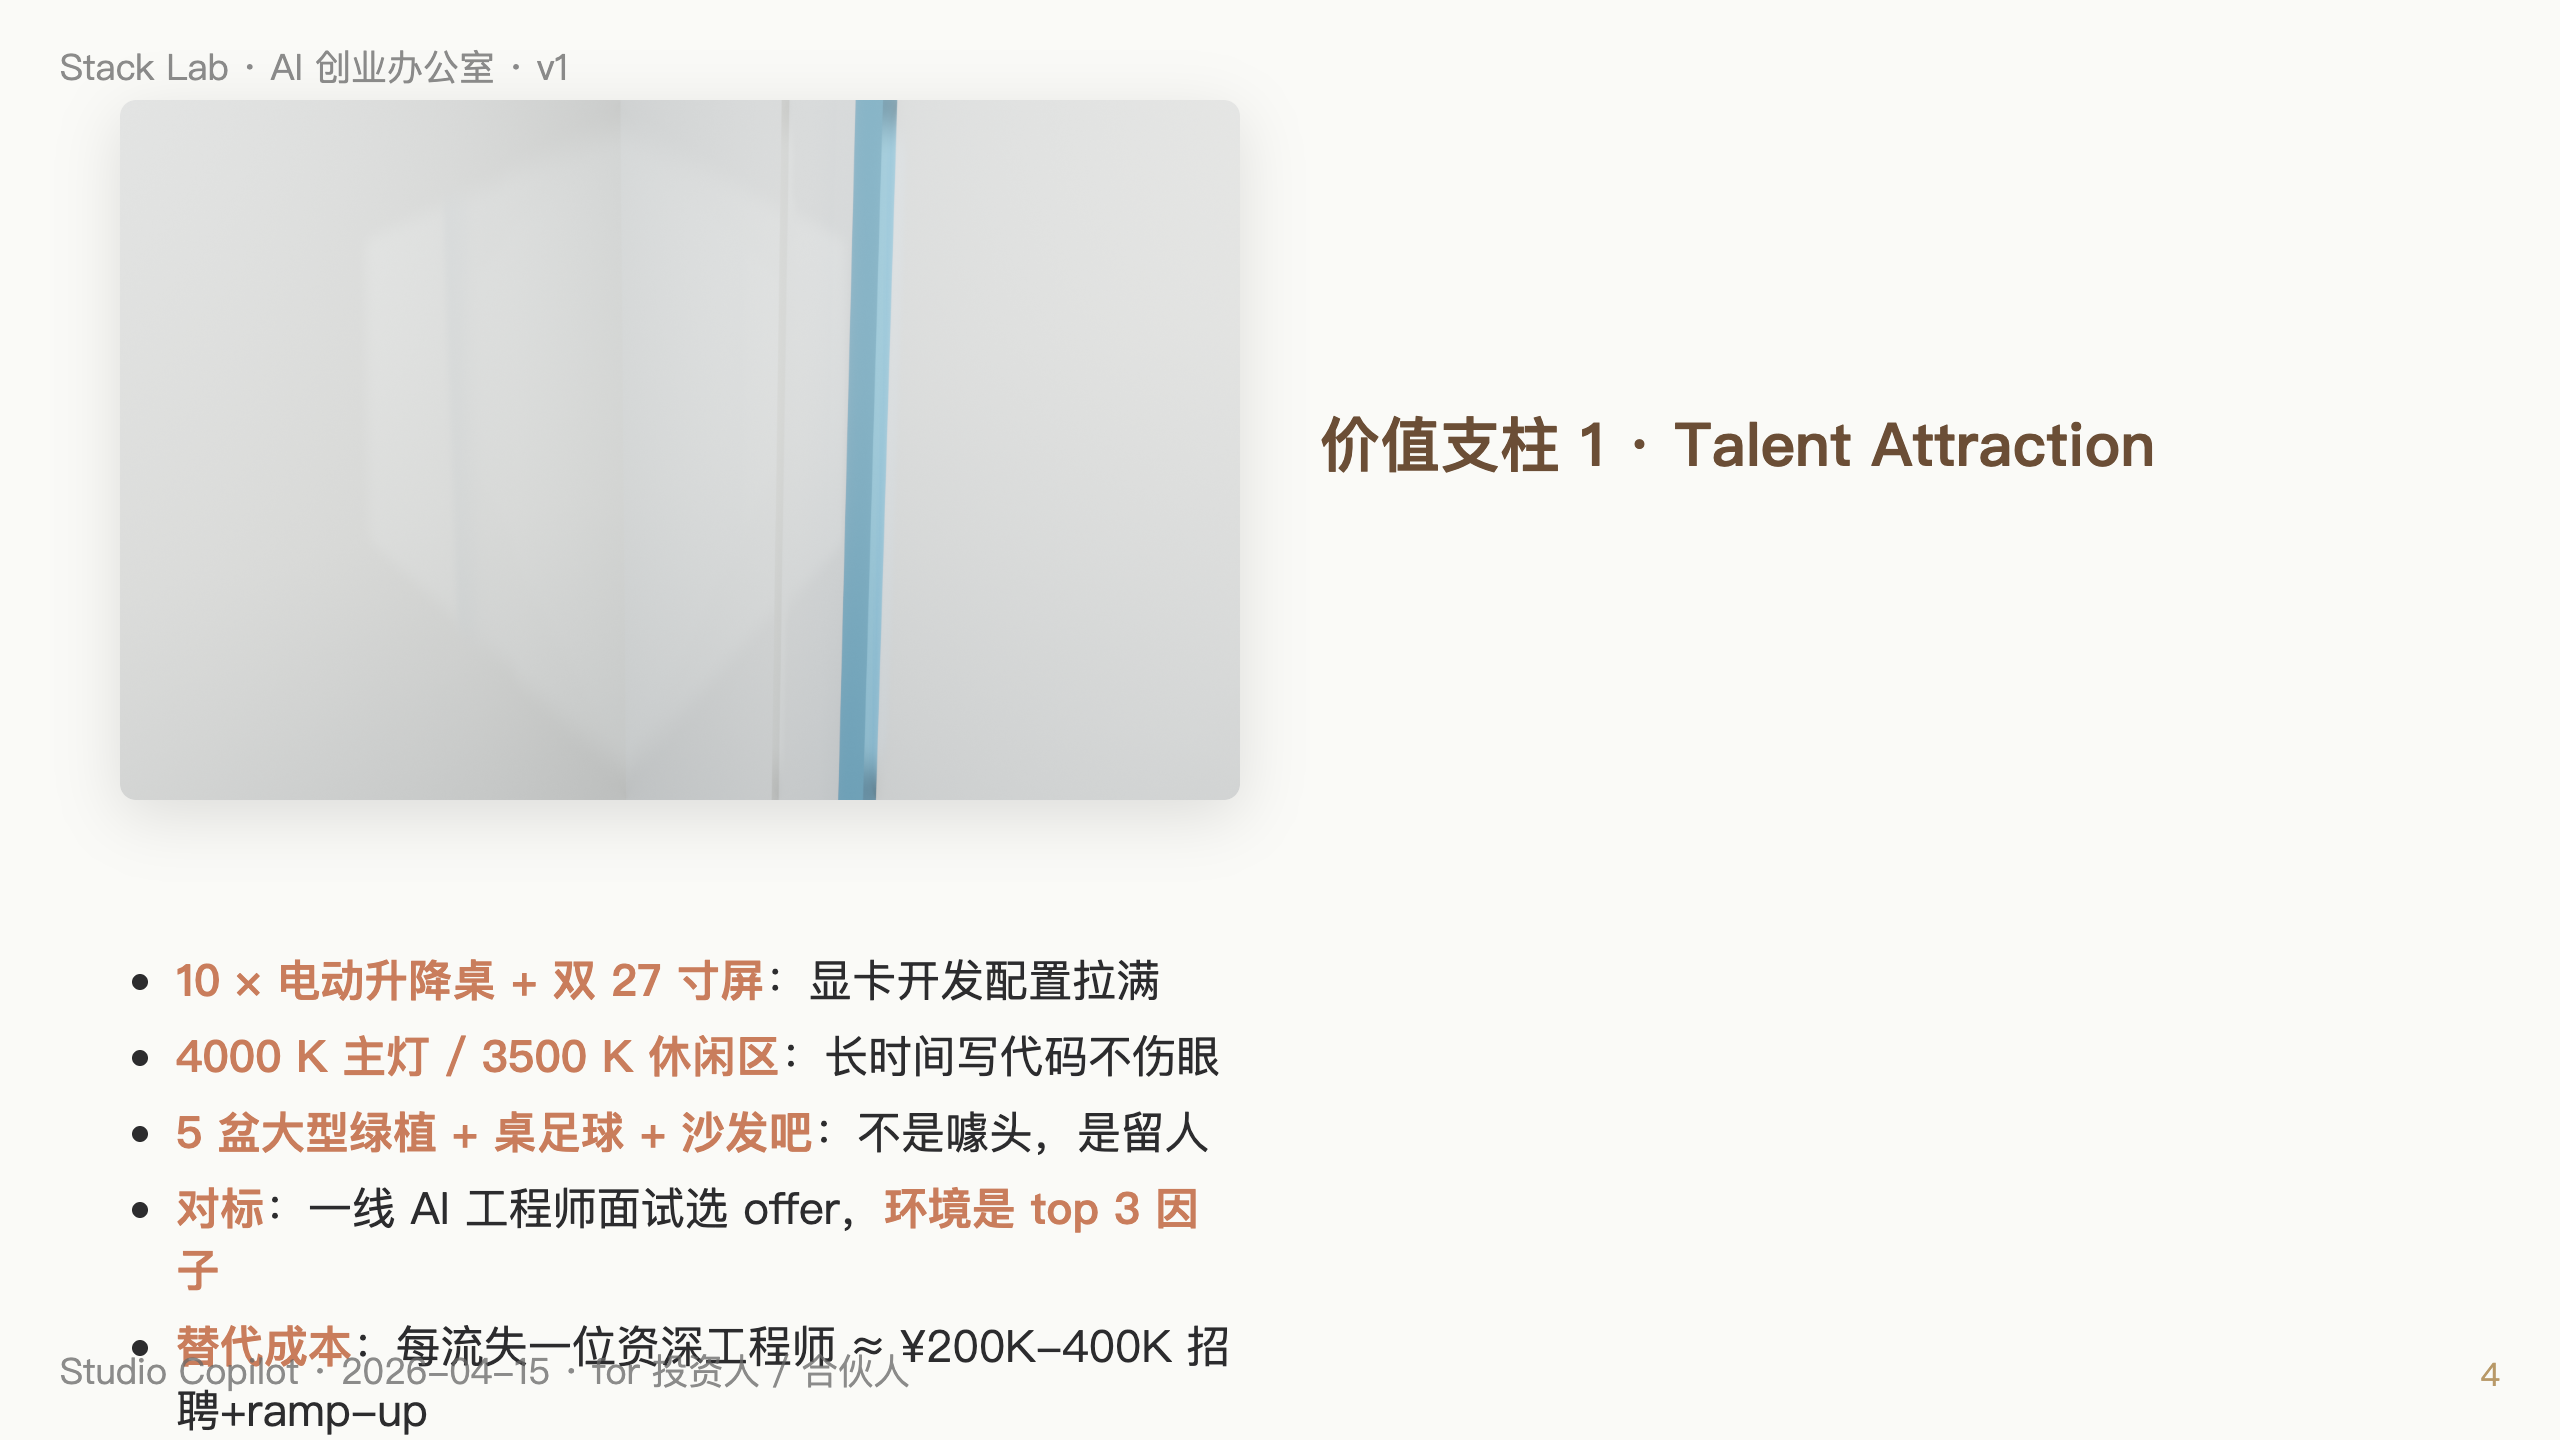 Stack Lab · AI 创业办公室 · v1
价值支柱 1 · Talent Attraction
• 10 × 电动升降桌 + 双 27 寸屏：显卡开发配置拉满
• 4000 K 主灯 / 3500 K 休闲区：长时间写代码不伤眼
• 5 盆大型绿植 + 桌足球 + 沙发吧：不是噱头，是留人
• 对标：一线 AI 工程师面试选 offer，环境是 top 3 因
子
• 替代成本：每流失一位资深工程师 ≈ ¥200K–400K 招
聘+ramp-up
Studio Copilot · 2026-04-15 · for 投资人 / 合伙人
4